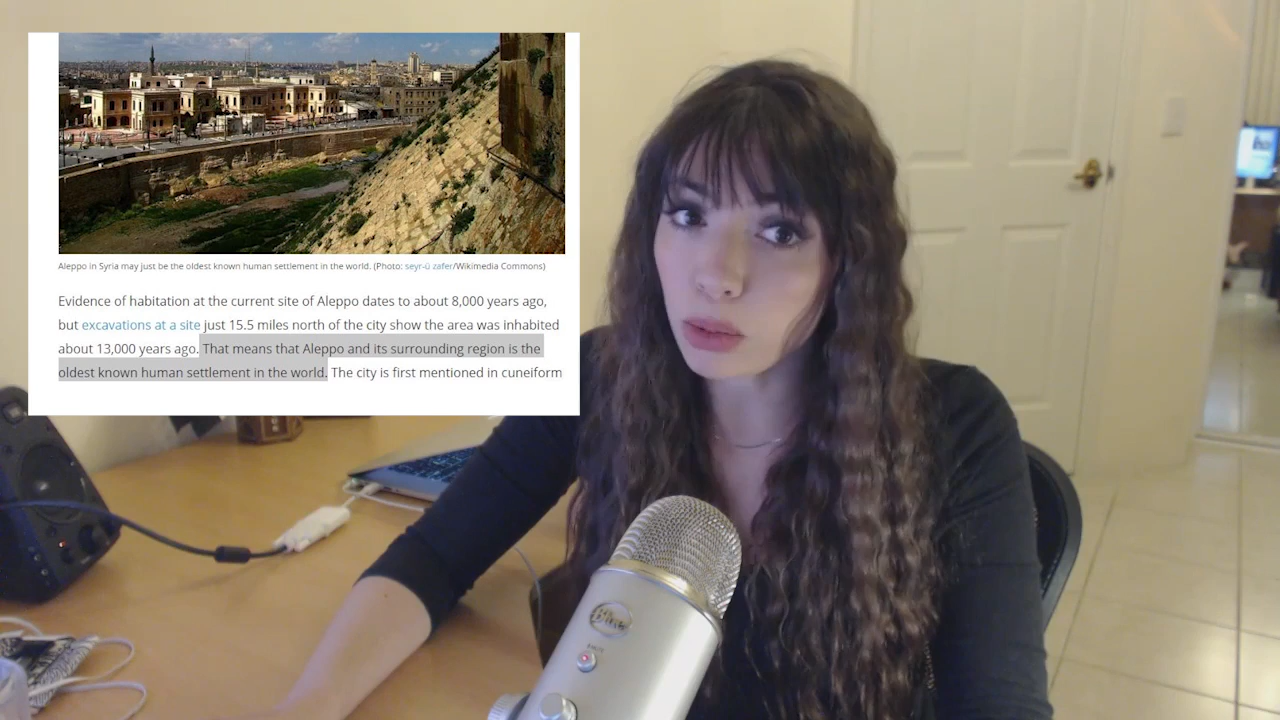 Aleppo in Syria may just be the oldest known human settlement in the world. (Photo: seyr-ü zafer/Wikimedia Commons)
Evidence of habitation at the current site of Aleppo dates to about 8,000 years ago,
but excavations at a site just 15.5 miles north of the city show the area was inhabited
about 13,000 years ago. That means that Aleppo and its surrounding region is the
oldest known human settlement in the world. The city is first mentioned in cuneiform
Blue